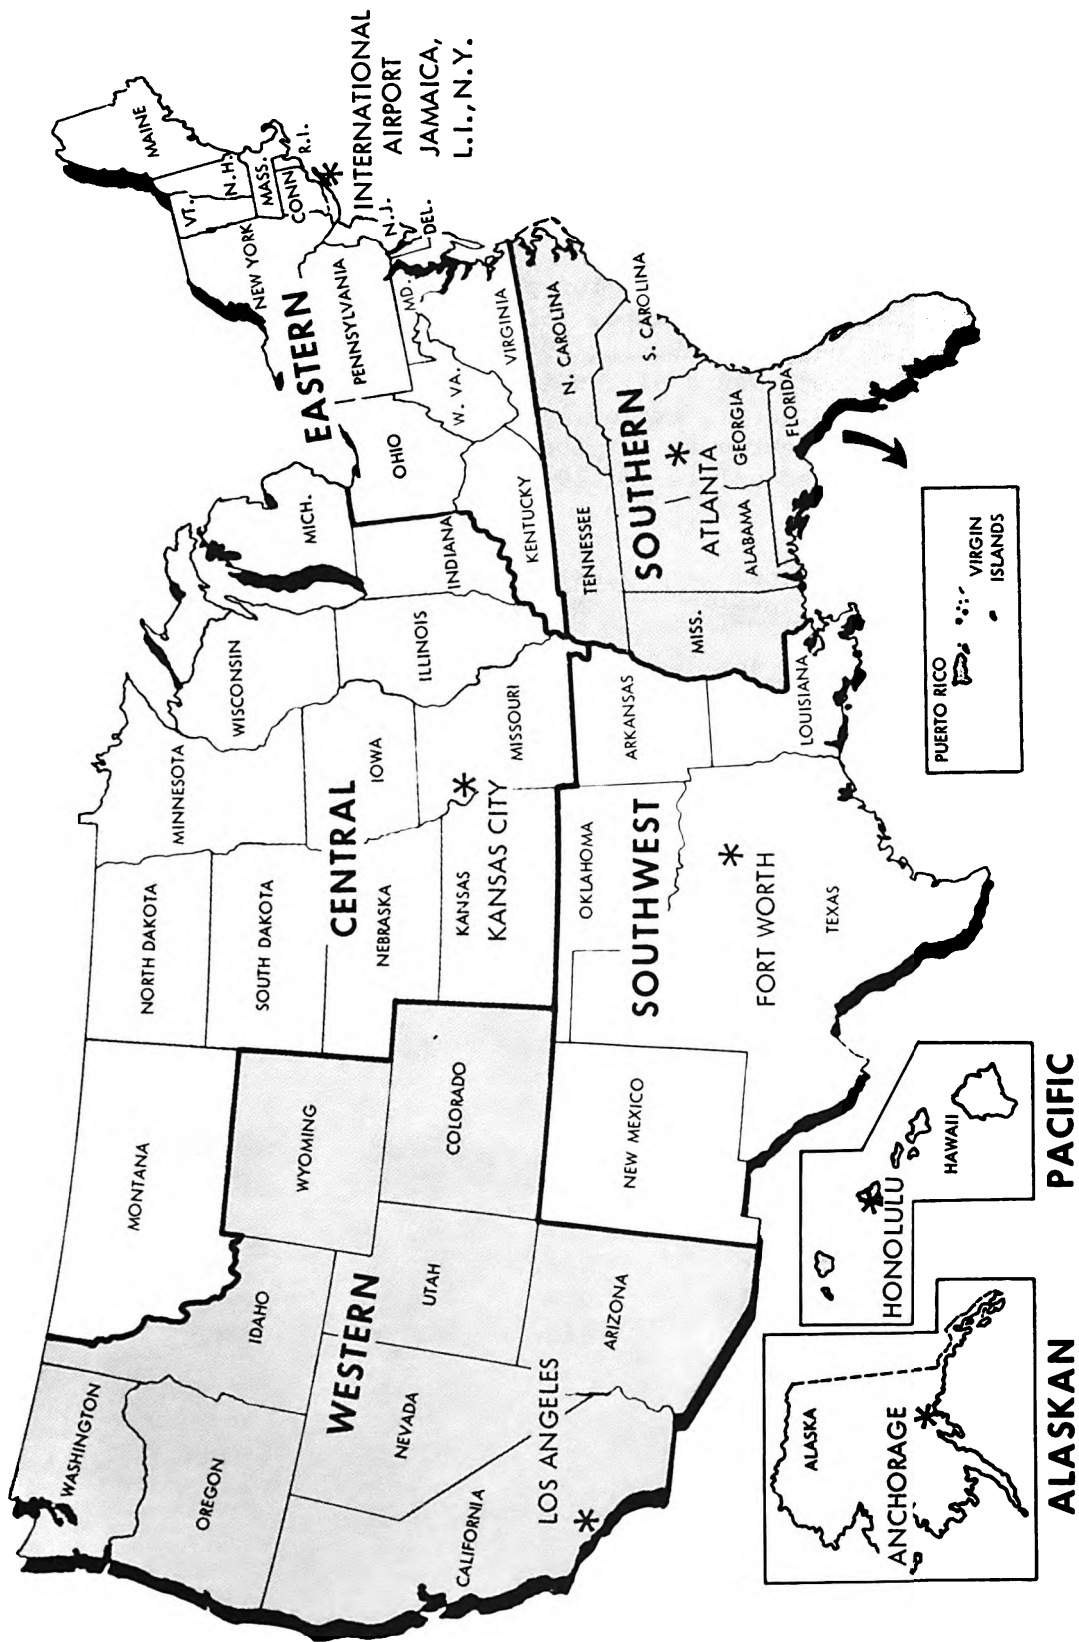 WASHINGTON
OREGON
CALIFORNIA
NEVADA
IDAHO
MONTANA
WYOMING
UTAH
COLORADO
ARIZONA
WESTERN
LOS ANGELES
*
NEW MEXICO
NORTH DAKOTA
SOUTH DAKOTA
NEBRASKA
KANSAS
MINNESOTA
IOWA
MISSOURI
WISCONSIN
ILLINOIS
INDIANA
MICH.
CENTRAL
KANSAS CITY
*
OKLAHOMA
TEXAS
ARKANSAS
LOUISIANA
SOUTHWEST
FORT WORTH
*
OHIO
KENTUCKY
W. VA.
VIRGINIA
MD.
DEL.
N.J.
PENNSYLVANIA
NEW YORK
VT.
N.H.
MAINE
MASS.
CONN
R.I.
EASTERN
*
INTERNATIONAL
AIRPORT
JAMAICA,
L.I., N.Y.
TENNESSEE
N. CAROLINA
S. CAROLINA
MISS.
ALABAMA
GEORGIA
FLORIDA
SOUTHERN
*
ATLANTA
PUERTO RICO
VIRGIN
ISLANDS
ALASKA
ANCHORAGE
*
ALASKAN
HONOLULU
*
HAWAII
PACIFIC